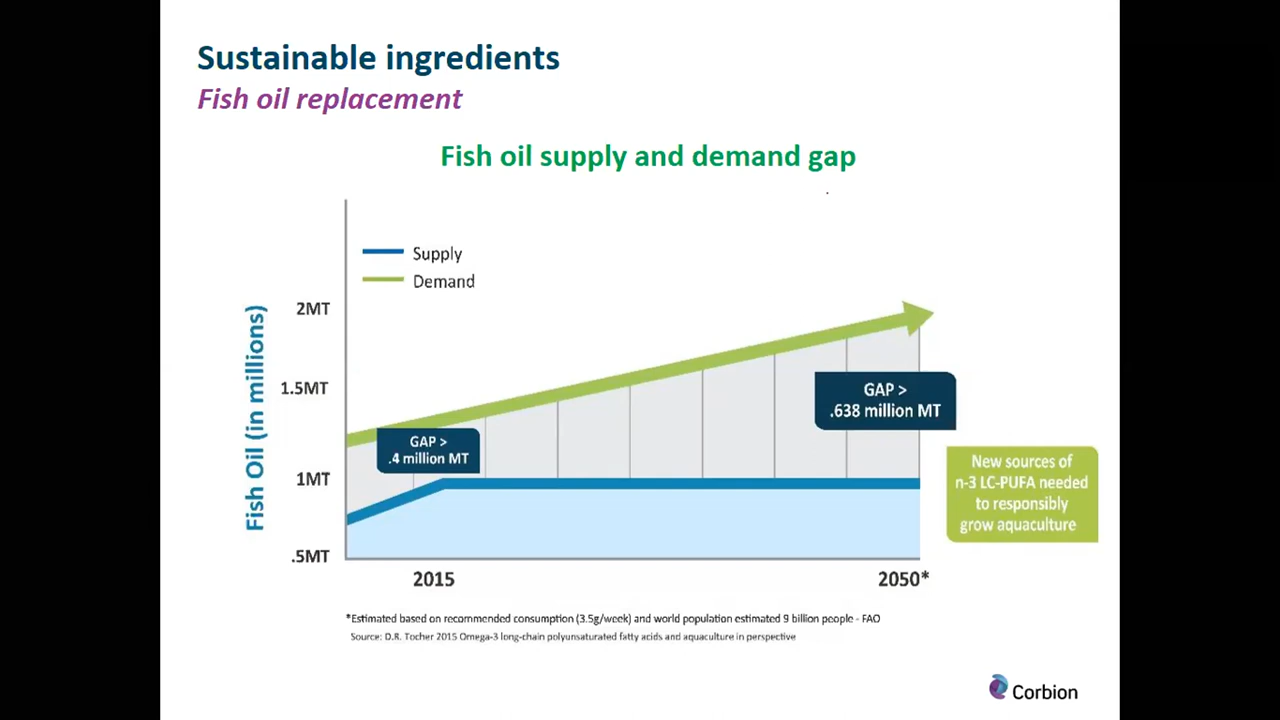 Sustainable ingredients
Fish oil replacement
Fish oil supply and demand gap
Supply
Demand
Fish Oil (in millions)
2MT
1.5MT
1MT
.5MT
GAP >
.4 million MT
GAP >
.638 million MT
New sources of
n-3 LC-PUFA needed
to responsibly
grow aquaculture
2015
2050*
*Estimated based on recommended consumption (3.5g/week) and world population estimated 9 billion people - FAO
Source: D.R. Tocher 2015 Omega-3 long-chain polyunsaturated fatty acids and aquaculture in perspective
Corbion